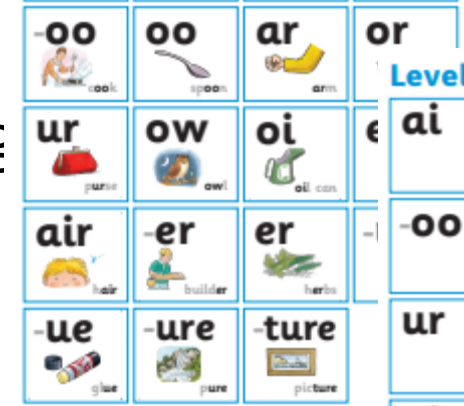 -oo oo ar or
cook spoon arm
ur ow oi
purse owl oil can
air -er er
hair builder herbs
-ue -ure -ture
glue pure picture
Level
ai
-oo
ur